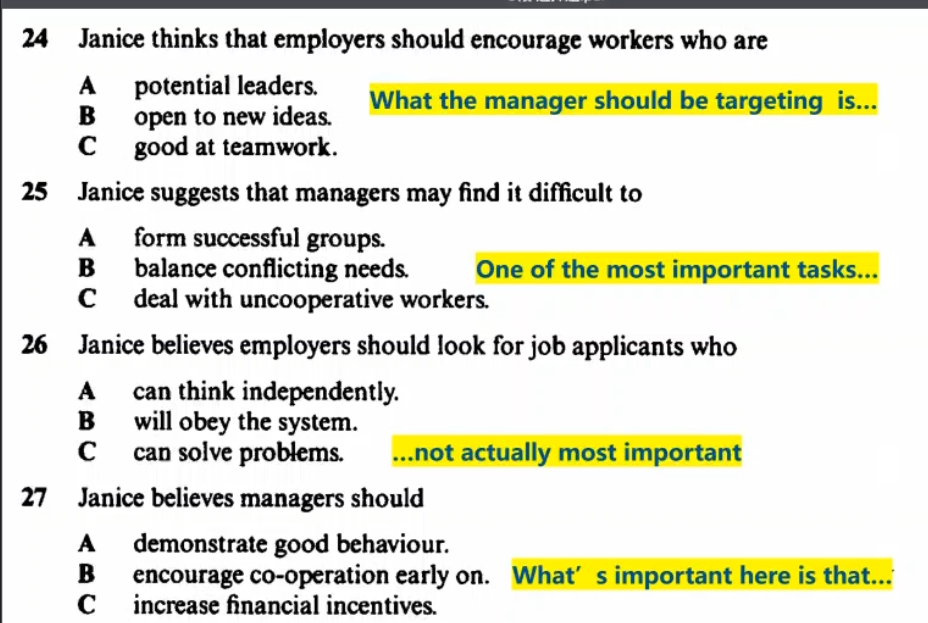 24 Janice thinks that employers should encourage workers who are
A potential leaders.
What the manager should be targeting is...
B open to new ideas.
C good at teamwork.
25 Janice suggests that managers may find it difficult to
A form successful groups.
B balance conflicting needs.
One of the most important tasks...
C deal with uncooperative workers.
26 Janice believes employers should look for job applicants who
A can think independently.
B will obey the system.
C can solve problems.
...not actually most important
27 Janice believes managers should
A demonstrate good behaviour.
B encourage co-operation early on.
What's important here is that...
C increase financial incentives.